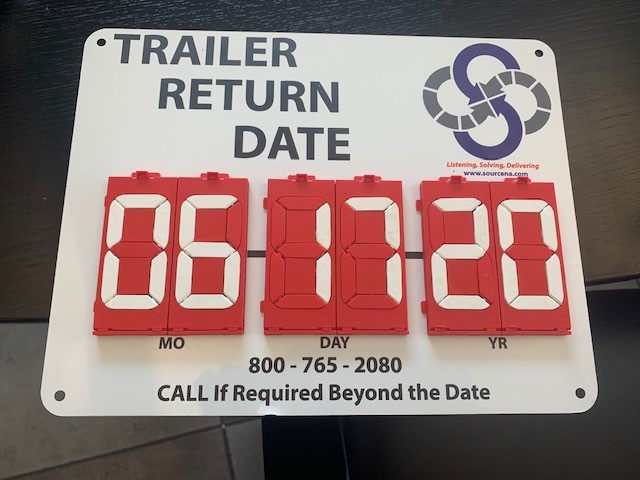 TRAILER
RETURN
DATE
Listening, Solving, Delivering
www.sourcena.com
06 - 17 - 20
MO DAY YR
800 - 765 - 2080
CALL If Required Beyond the Date